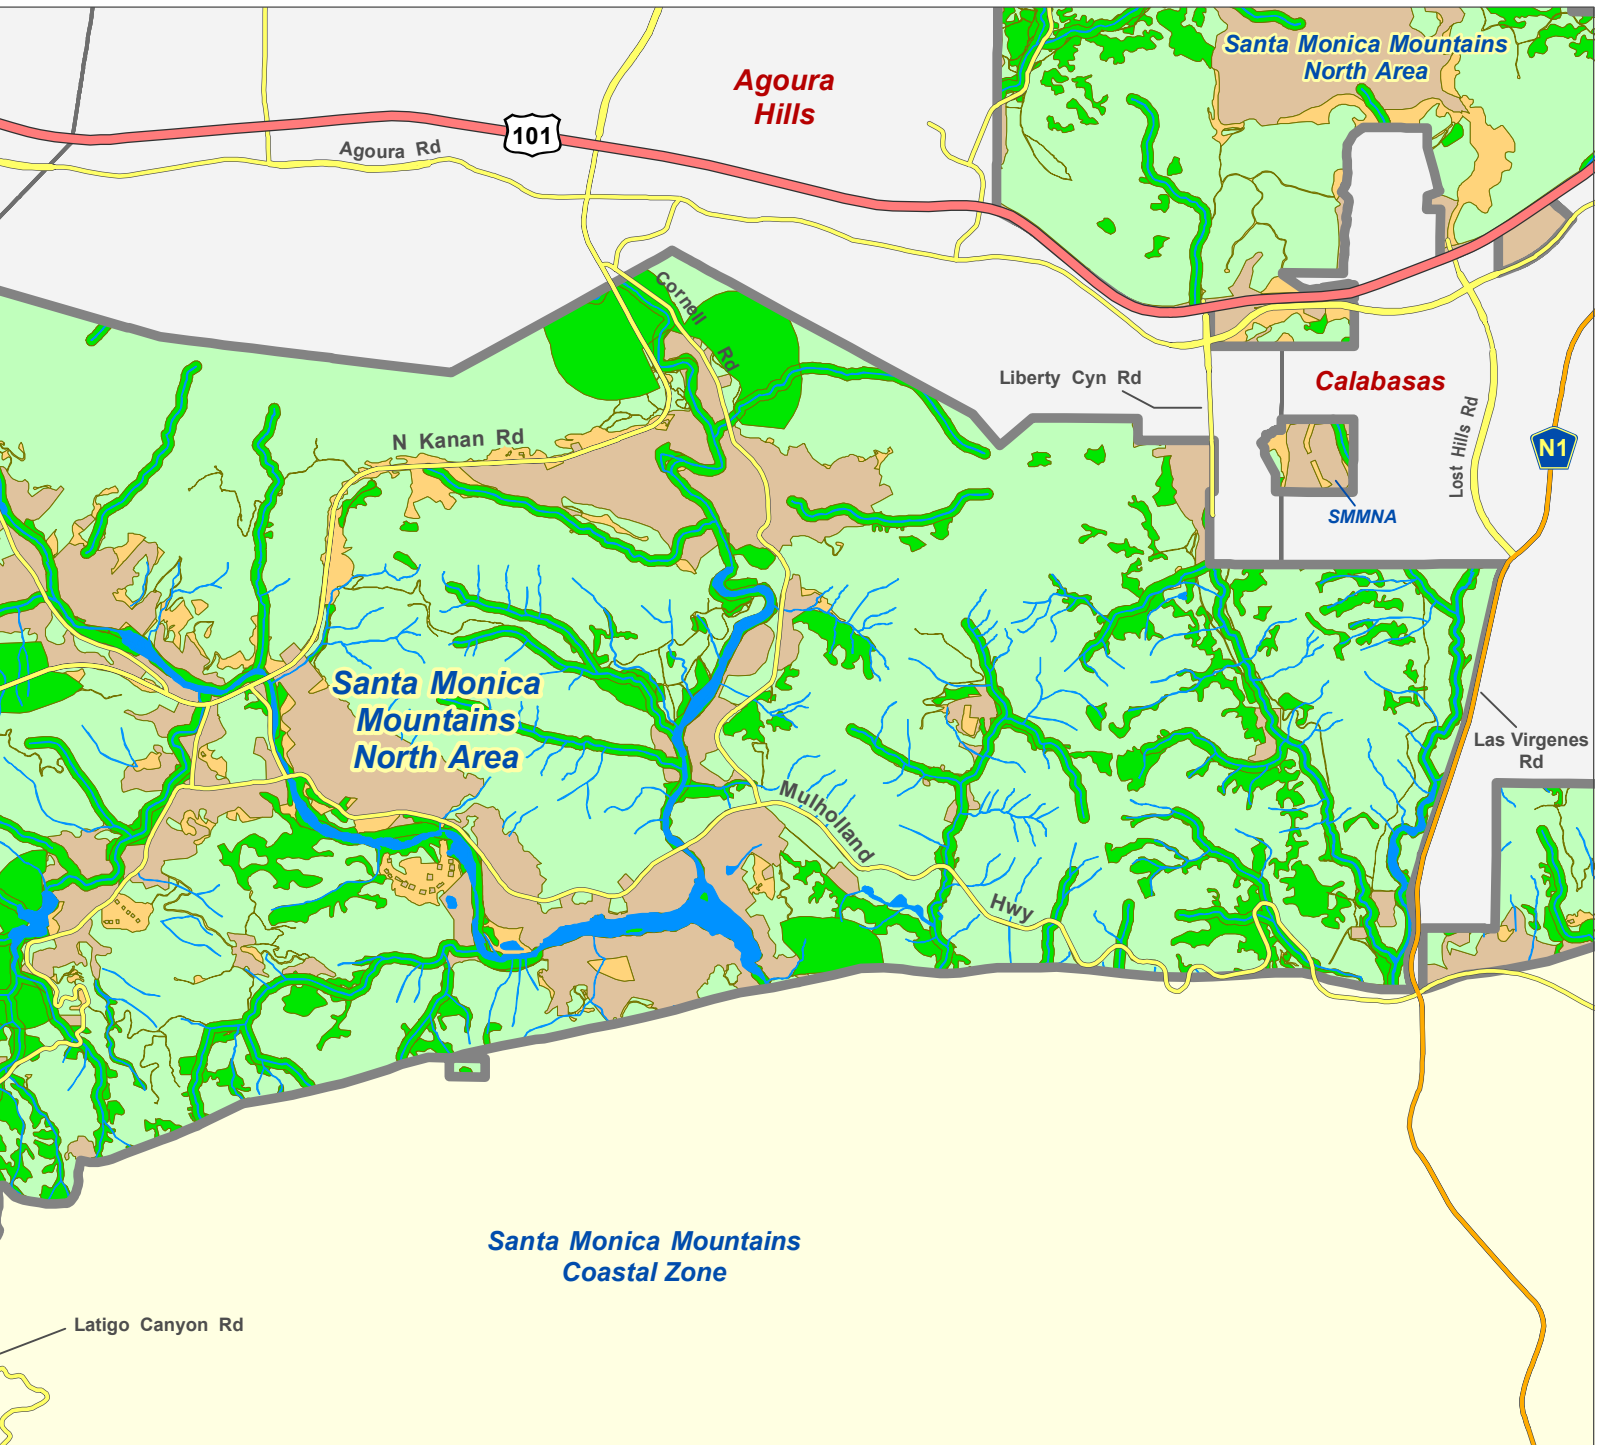 Santa Monica Mountains
North Area
Agoura
Hills
101
Agoura Rd
Cornell Rd
Liberty Cyn Rd
Calabasas
Lost Hills Rd
N1
N Kanan Rd
SMMNA
Santa Monica
Mountains
North Area
Las Virgenes
Rd
Mulholland Hwy
Santa Monica Mountains
Coastal Zone
Latigo Canyon Rd